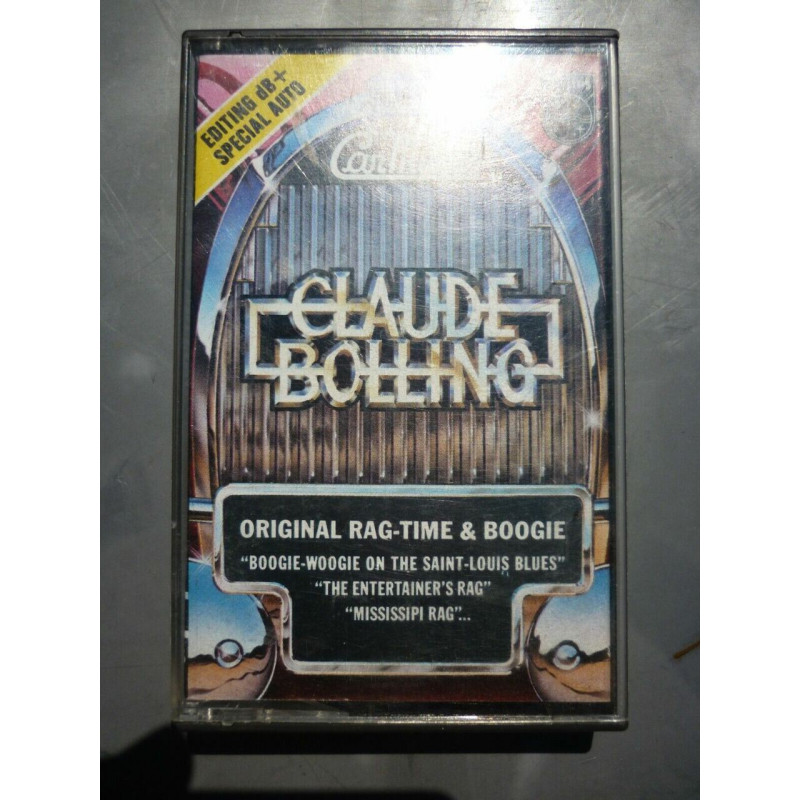 EDITING dB+
SPECIAL AUTO
CLAUDE
BOLLING
ORIGINAL RAG-TIME & BOOGIE
"BOOGIE-WOOGIE ON THE SAINT-LOUIS BLUES"
"THE ENTERTAINER'S RAG"
"MISSISSIPI RAG"...